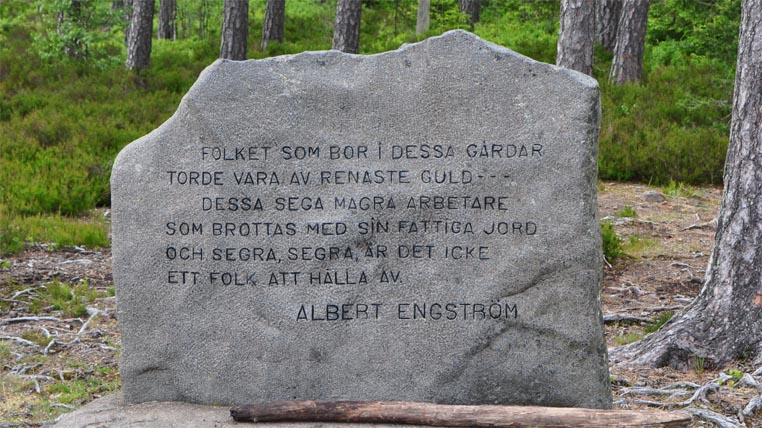 FOLKET SOM BOR I DESSA GÅRDAR
TORDE VARA AV RENASTE GULD---
DESSA SEGA MAGRA ARBETARE
SOM BROTTAS MED SIN FATTIGA JORD
OCH SEGRA, SEGRA, ÄR DET ICKE
ETT FOLK ATT HÅLLA AV.
ALBERT ENGSTRÖM